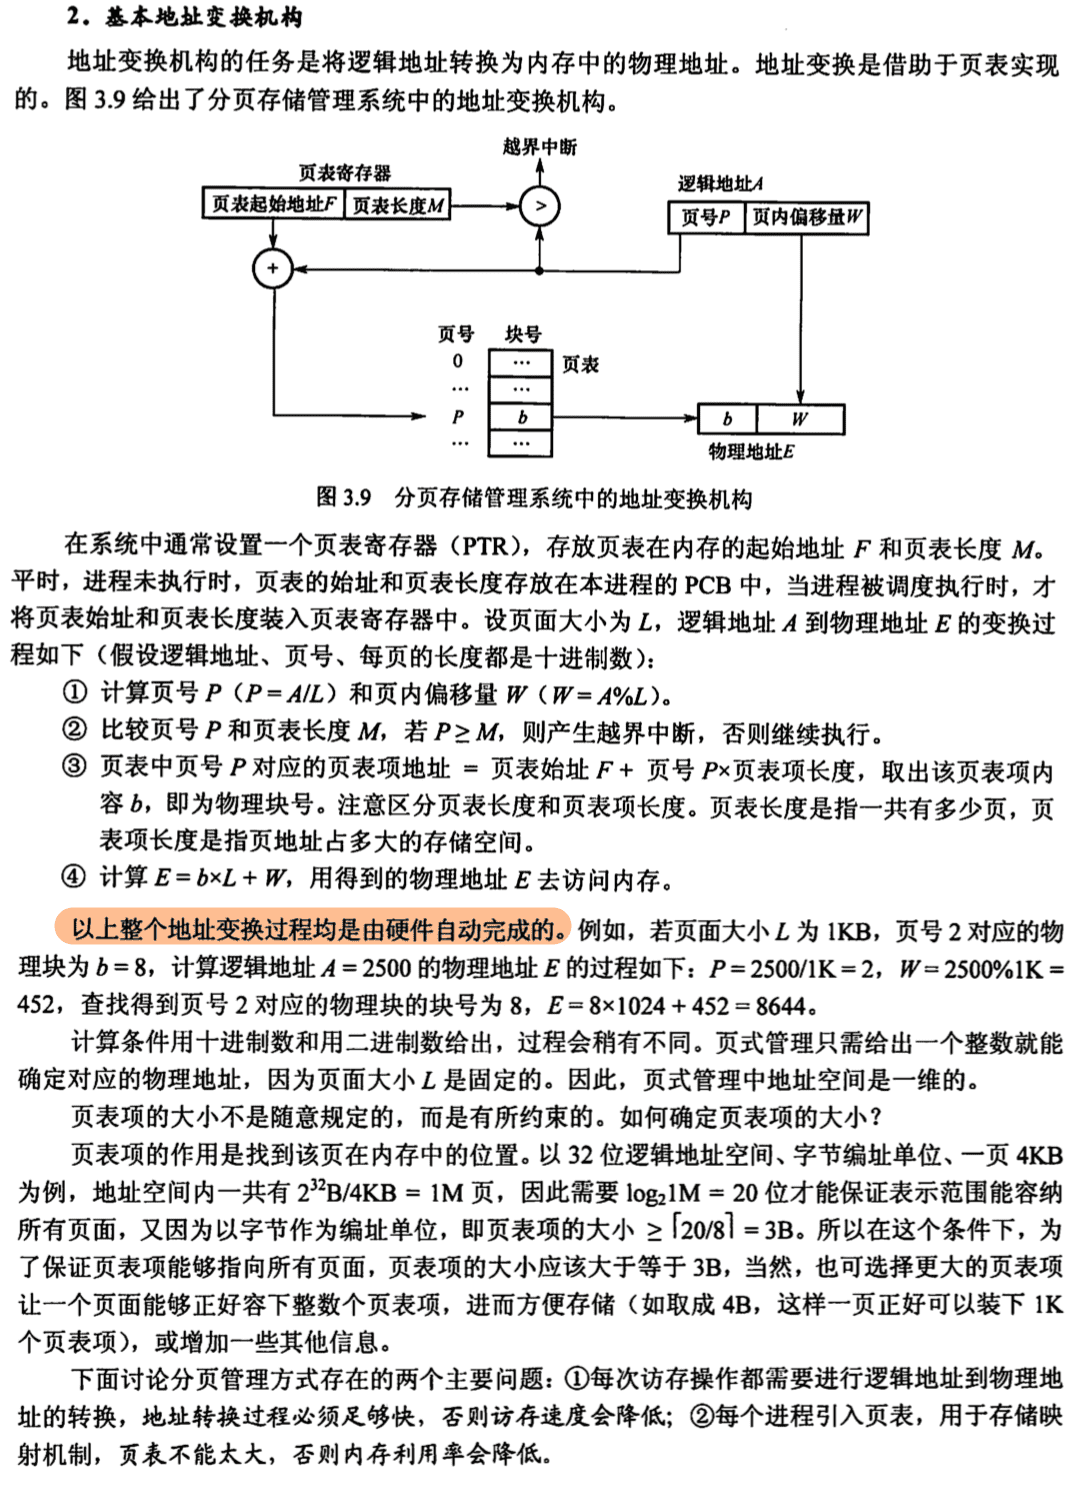 2. 基本地址变换机构
地址变换机构的任务是将逻辑地址转换为内存中的物理地址。地址变换是借助于页表实现
的。图 3.9 给出了分页存储管理系统中的地址变换机构。
越界中断
页表寄存器
逻辑地址A
页表起始地址F 页表长度M
>
页号P 页内偏移量W
+
页号 块号
0 … 页表
… …
P b
b W
… …
物理地址E
图 3.9 分页存储管理系统中的地址变换机构
在系统中通常设置一个页表寄存器（PTR），存放页表在内存的起始地址 F 和页表长度 M。
平时，进程未执行时，页表的始址和页表长度存放在本进程的 PCB 中，当进程被调度执行时，才
将页表始址和页表长度装入页表寄存器中。设页面大小为 L，逻辑地址 A 到物理地址 E 的变换过
程如下（假设逻辑地址、页号、每页的长度都是十进制数）：
① 计算页号 P（P = A/L）和页内偏移量 W（W = A%L）。
② 比较页号 P 和页表长度 M，若 P ≥ M，则产生越界中断，否则继续执行。
③ 页表中页号 P 对应的页表项地址 = 页表始址 F + 页号 P×页表项长度，取出该页表项内
容 b，即为物理块号。注意区分页表长度和页表项长度。页表长度是指一共有多少页，页
表项长度是指页地址占多大的存储空间。
④ 计算 E = b×L + W，用得到的物理地址 E 去访问内存。
以上整个地址变换过程均是由硬件自动完成的。例如，若页面大小 L 为 1KB，页号 2 对应的物
理块为 b = 8，计算逻辑地址 A = 2500 的物理地址 E 的过程如下：P = 2500/1K = 2，W = 2500%1K =
452，查找得到页号 2 对应的物理块的块号为 8，E = 8×1024 + 452 = 8644。
计算条件用十进制数和用二进制数给出，过程会稍有不同。页式管理只需给出一个整数就能
确定对应的物理地址，因为页面大小 L 是固定的。因此，页式管理中地址空间是一维的。
页表项的大小不是随意规定的，而是有所约束的。如何确定页表项的大小？
页表项的作用是找到该页在内存中的位置。以 32 位逻辑地址空间、字节编址单位、一页 4KB
为例，地址空间内一共有 2³²B/4KB = 1M 页，因此需要 log₂1M = 20 位才能保证表示范围能容纳
所有页面，又因为以字节作为编址单位，即页表项的大小 ≥ ⌈20/8⌉ = 3B。所以在这个条件下，为
了保证页表项能够指向所有页面，页表项的大小应该大于等于 3B，当然，也可选择更大的页表项
让一个页面能够正好容下整数个页表项，进而方便存储（如取成 4B，这样一页正好可以装下 1K
个页表项），或增加一些其他信息。
下面讨论分页管理方式存在的两个主要问题：①每次访存操作都需要进行逻辑地址到物理地
址的转换，地址转换过程必须足够快，否则访存速度会降低；②每个进程引入页表，用于存储映
射机制，页表不能太大，否则内存利用率会降低。